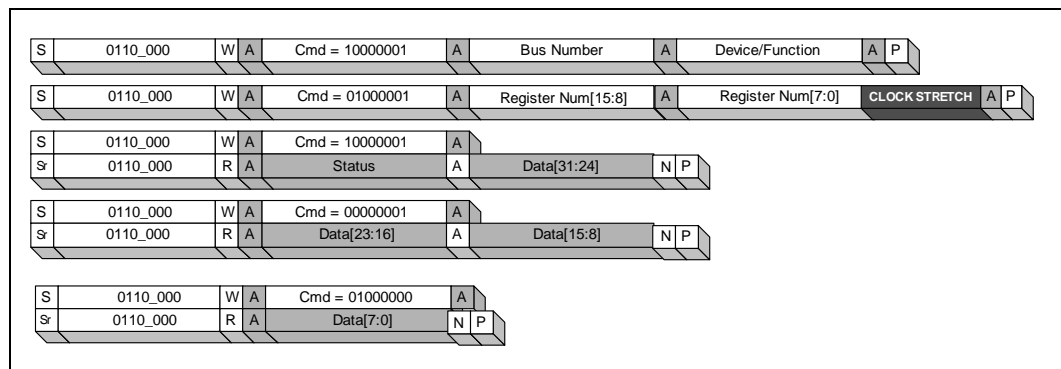 S 0110_000 W A Cmd = 10000001 A Bus Number A Device/Function A P
S 0110_000 W A Cmd = 01000001 A Register Num[15:8] A Register Num[7:0] CLOCK STRETCH A P
S 0110_000 W A Cmd = 10000001 A
Sr 0110_000 R A Status A Data[31:24] N P
S 0110_000 W A Cmd = 00000001 A
Sr 0110_000 R A Data[23:16] A Data[15:8] N P
S 0110_000 W A Cmd = 01000000 A
Sr 0110_000 R A Data[7:0] N P